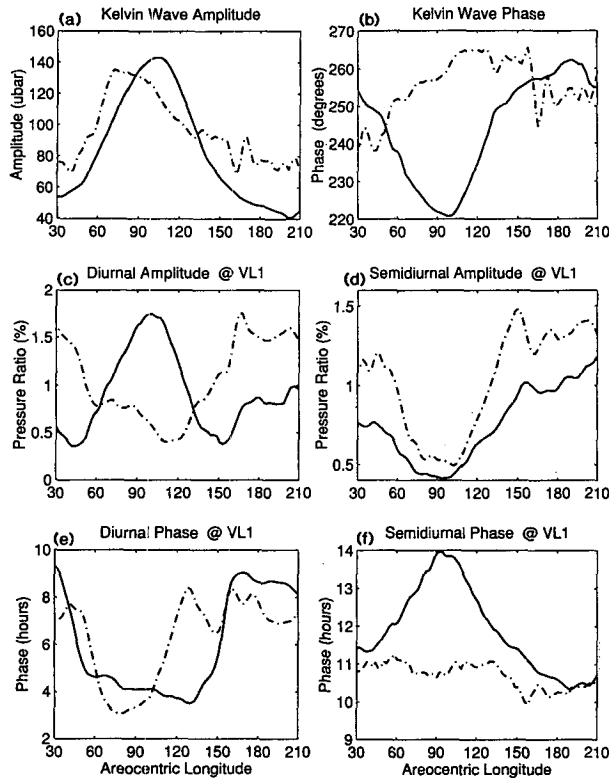 (a) Kelvin Wave Amplitude
Amplitude (ubar)
160
140
120
100
80
60
40
30 60 90 120 150 180 210
(b) Kelvin Wave Phase
Phase (degrees)
270
260
250
240
230
220
30 60 90 120 150 180 210
(c) Diurnal Amplitude @ VL1
Pressure Ratio (%)
2
1.5
1
0.5
0
30 60 90 120 150 180 210
(d) Semidiurnal Amplitude @ VL1
Pressure Ratio (%)
1.5
1
0.5
30 60 90 120 150 180 210
(e) Diurnal Phase @ VL1
Phase (hours)
10
8
6
4
2
30 60 90 120 150 180 210
Areocentric Longitude
(f) Semidiurnal Phase @ VL1
Phase (hours)
14
13
12
11
10
9
30 60 90 120 150 180 210
Areocentric Longitude